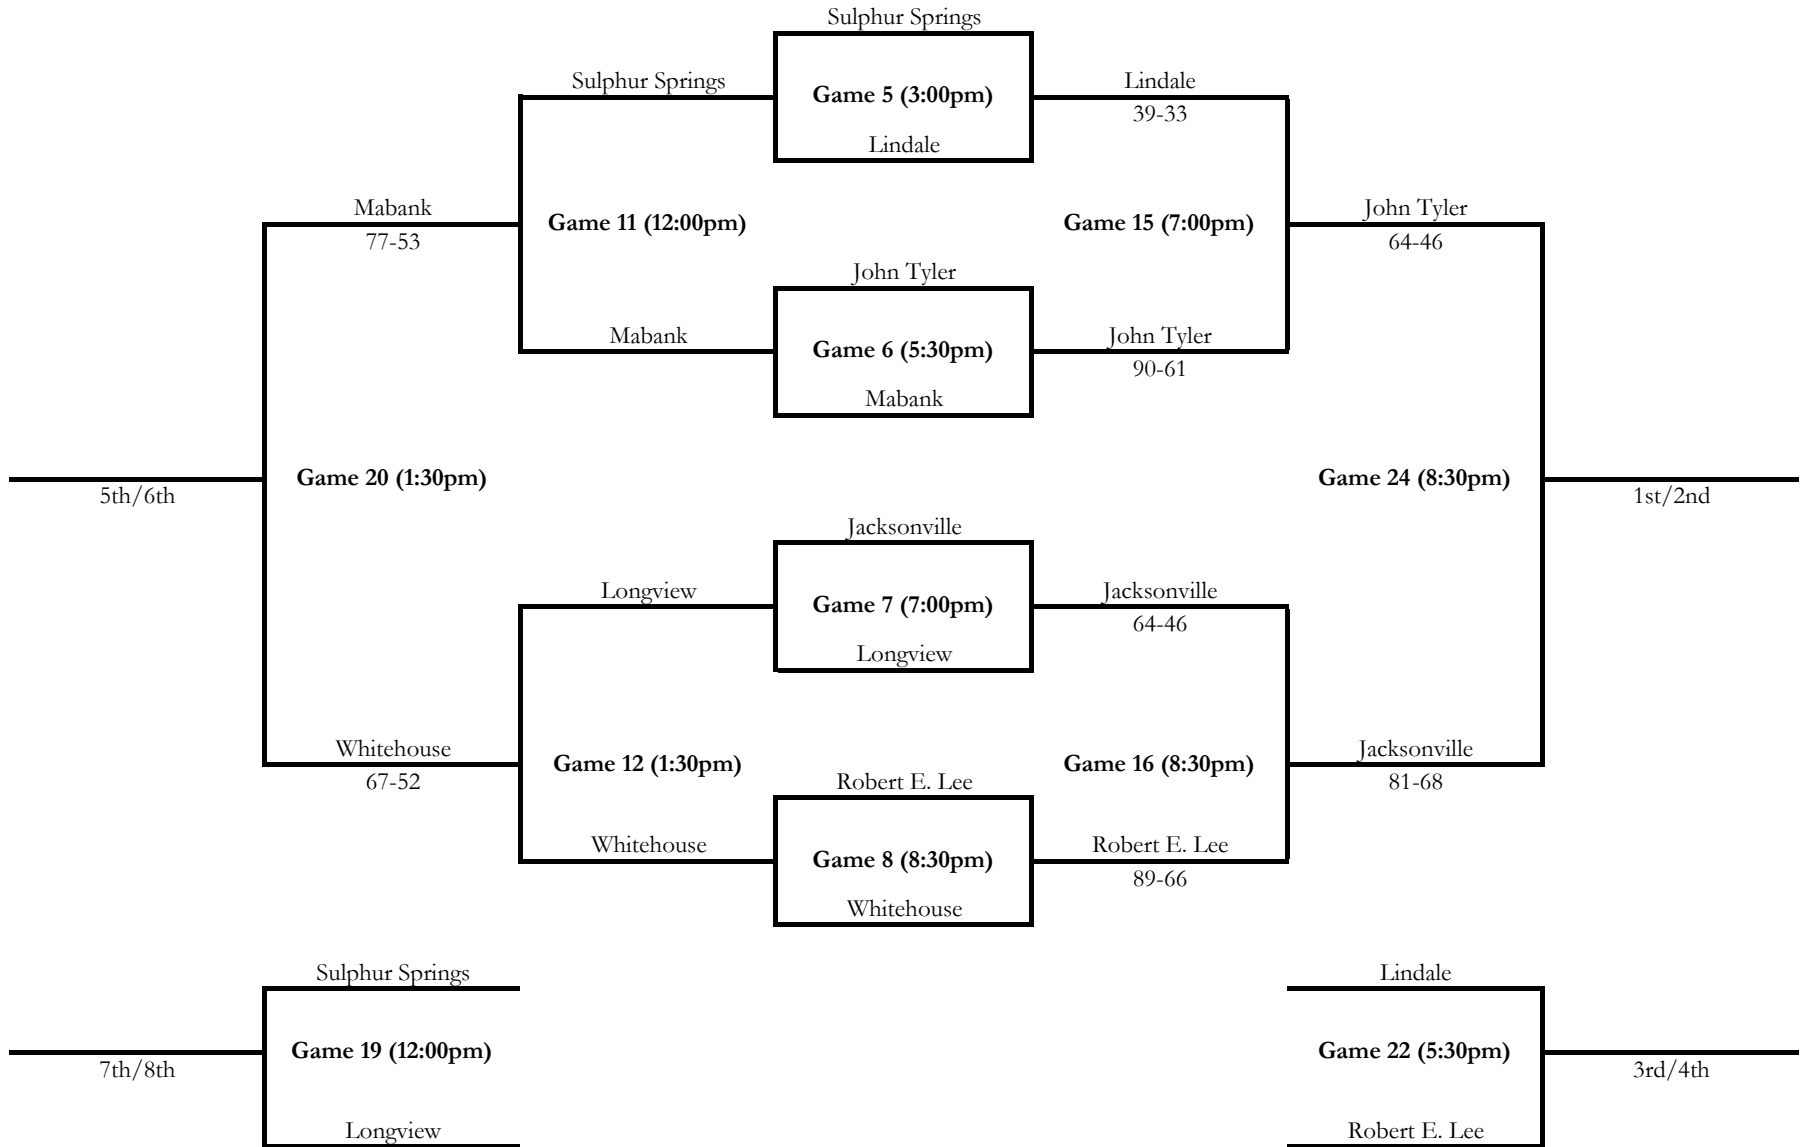 Sulphur Springs
Sulphur Springs
Game 5 (3:00pm)
Lindale
39-33
Lindale
Mabank
77-53
Game 11 (12:00pm)
Game 15 (7:00pm)
John Tyler
64-46
John Tyler
Mabank
Game 6 (5:30pm)
John Tyler
90-61
Mabank
5th/6th
Game 20 (1:30pm)
Game 24 (8:30pm)
1st/2nd
Jacksonville
Longview
Game 7 (7:00pm)
Jacksonville
64-46
Longview
Whitehouse
67-52
Game 12 (1:30pm)
Game 16 (8:30pm)
Jacksonville
81-68
Robert E. Lee
Whitehouse
Game 8 (8:30pm)
Robert E. Lee
89-66
Whitehouse
Sulphur Springs
Lindale
7th/8th
Game 19 (12:00pm)
Game 22 (5:30pm)
3rd/4th
Longview
Robert E. Lee